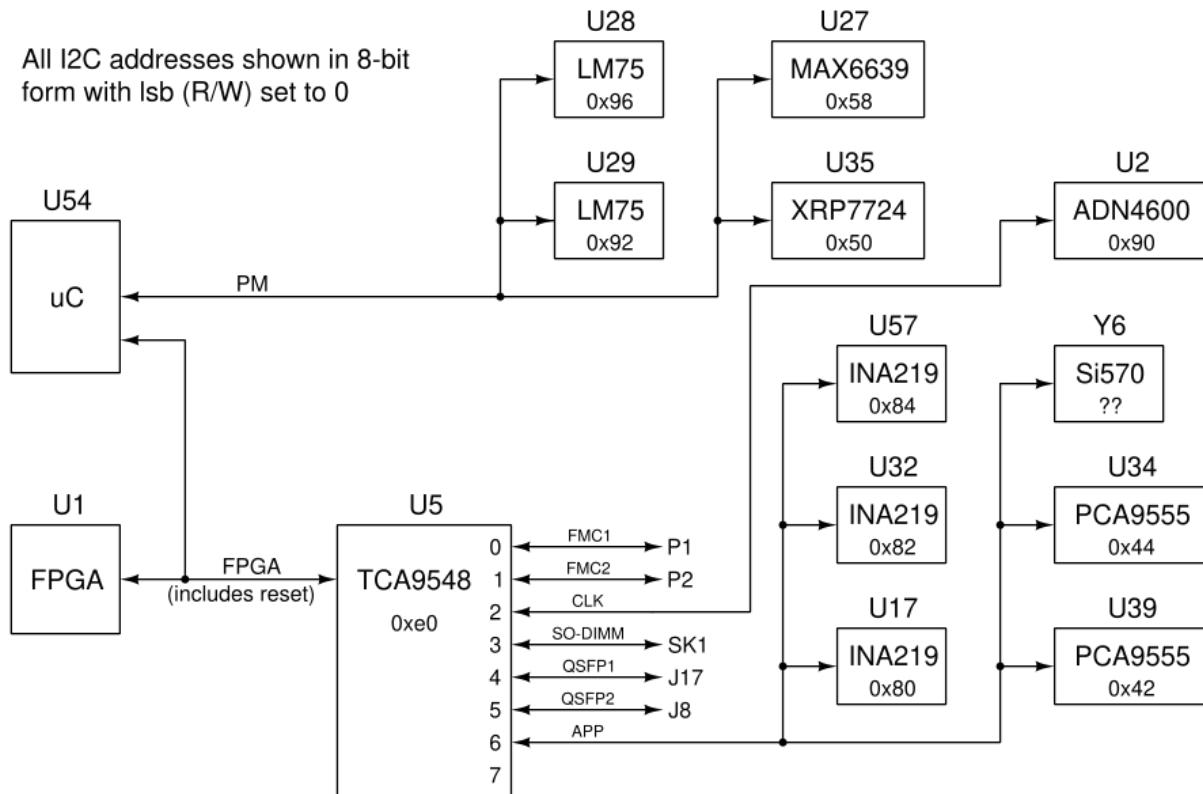 All I2C addresses shown in 8-bit
form with lsb (R/W) set to 0
U28
LM75
0x96
U27
MAX6639
0x58
U29
LM75
0x92
U35
XRP7724
0x50
U2
ADN4600
0x90
U54
uC
PM
U57
INA219
0x84
Y6
Si570
??
U32
INA219
0x82
U34
PCA9555
0x44
U17
INA219
0x80
U39
PCA9555
0x42
U1
FPGA
FPGA
(includes reset)
U5
TCA9548
0xe0
0 FMC1 P1
1 FMC2 P2
2 CLK
3 SO-DIMM SK1
4 QSFP1 J17
5 QSFP2 J8
6 APP
7